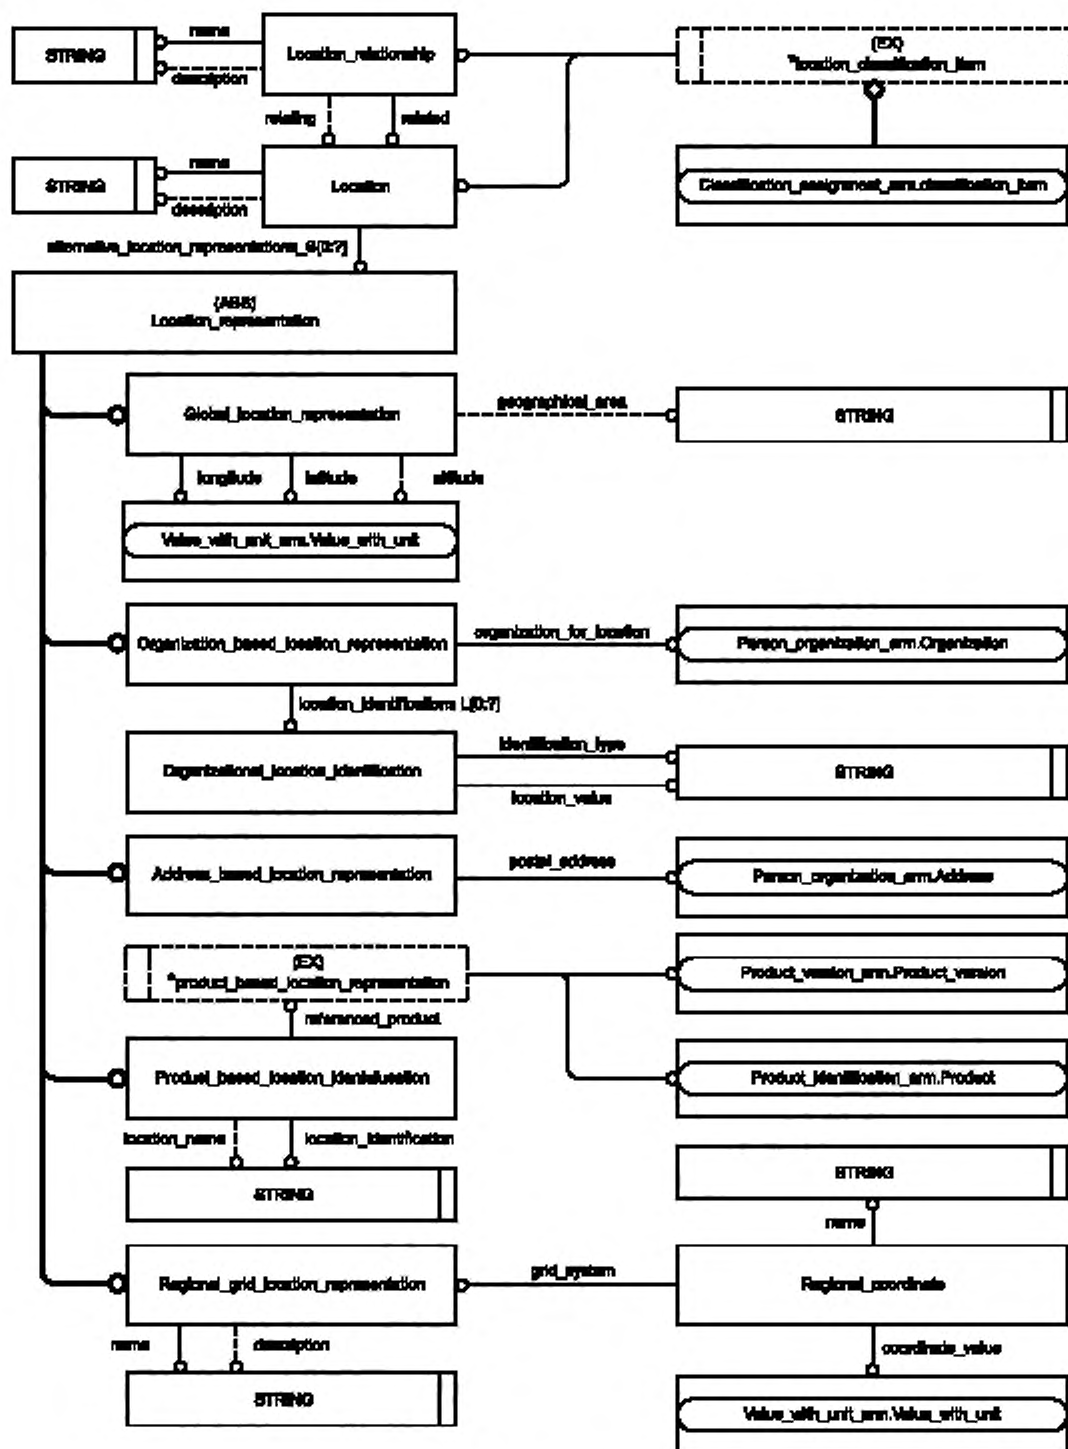 name
STRING
description
Location_relationship
(EX)
*location_classification_item
relating
related
Classification_assignment_arm.classification_item
name
STRING
description
Location
alternative_location_representations_S[0:?]
(ABS)
Location_representation
Global_location_representation
geographical_area
STRING
longitude
latitude
altitude
Value_with_unit_arm.Value_with_unit
Organization_based_location_representation
organization_for_location
Person_organization_arm.Organization
location_identifications L[0:?]
Organizational_location_identification
identification_type
location_value
STRING
Address_based_location_representation
postal_address
Person_organization_arm.Address
(EX)
*product_based_location_representation
Product_version_arm.Product_version
referenced_product
Product_based_location_identification
Product_identification_arm.Product
location_name
location_identification
STRING
STRING
name
Regional_grid_location_representation
grid_system
Regional_coordinate
name
description
STRING
coordinate_value
Value_with_unit_arm.Value_with_unit